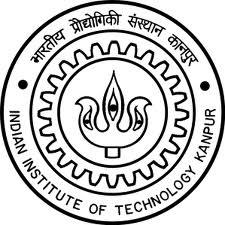 भारतीय प्रौद्योगिकी संस्थान कानपुर
INDIAN INSTITUTE OF TECHNOLOGY KANPUR